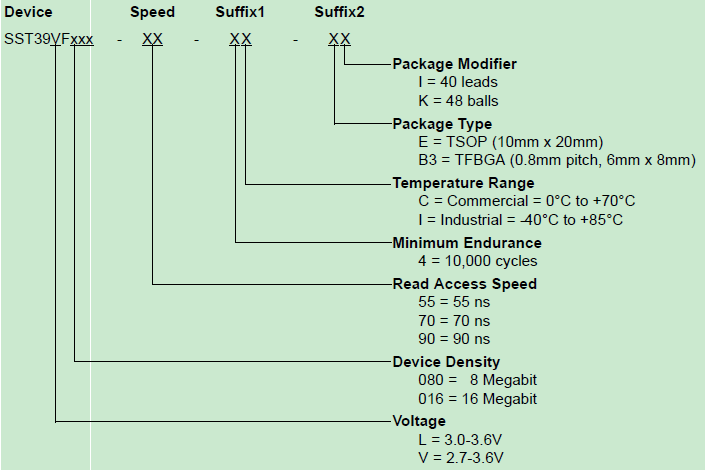 Device Speed Suffix1 Suffix2
SST39VFxxx - XX - XX - XX
Package Modifier
I = 40 leads
K = 48 balls
Package Type
E = TSOP (10mm x 20mm)
B3 = TFBGA (0.8mm pitch, 6mm x 8mm)
Temperature Range
C = Commercial = 0°C to +70°C
I = Industrial = -40°C to +85°C
Minimum Endurance
4 = 10,000 cycles
Read Access Speed
55 = 55 ns
70 = 70 ns
90 = 90 ns
Device Density
080 = 8 Megabit
016 = 16 Megabit
Voltage
L = 3.0-3.6V
V = 2.7-3.6V